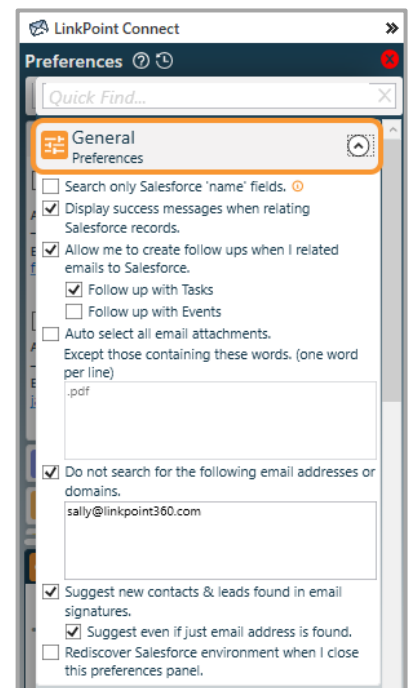 LinkPoint Connect
»
Preferences
Quick Find...
General
Preferences
Search only Salesforce 'name' fields.
Display success messages when relating
Salesforce records.
Allow me to create follow ups when I related
emails to Salesforce.
Follow up with Tasks
Follow up with Events
Auto select all email attachments.
Except those containing these words. (one word
per line)
.pdf
Do not search for the following email addresses or
domains.
sally@linkpoint360.com
Suggest new contacts & leads found in email
signatures.
Suggest even if just email address is found.
Rediscover Salesforce environment when I close
this preferences panel.